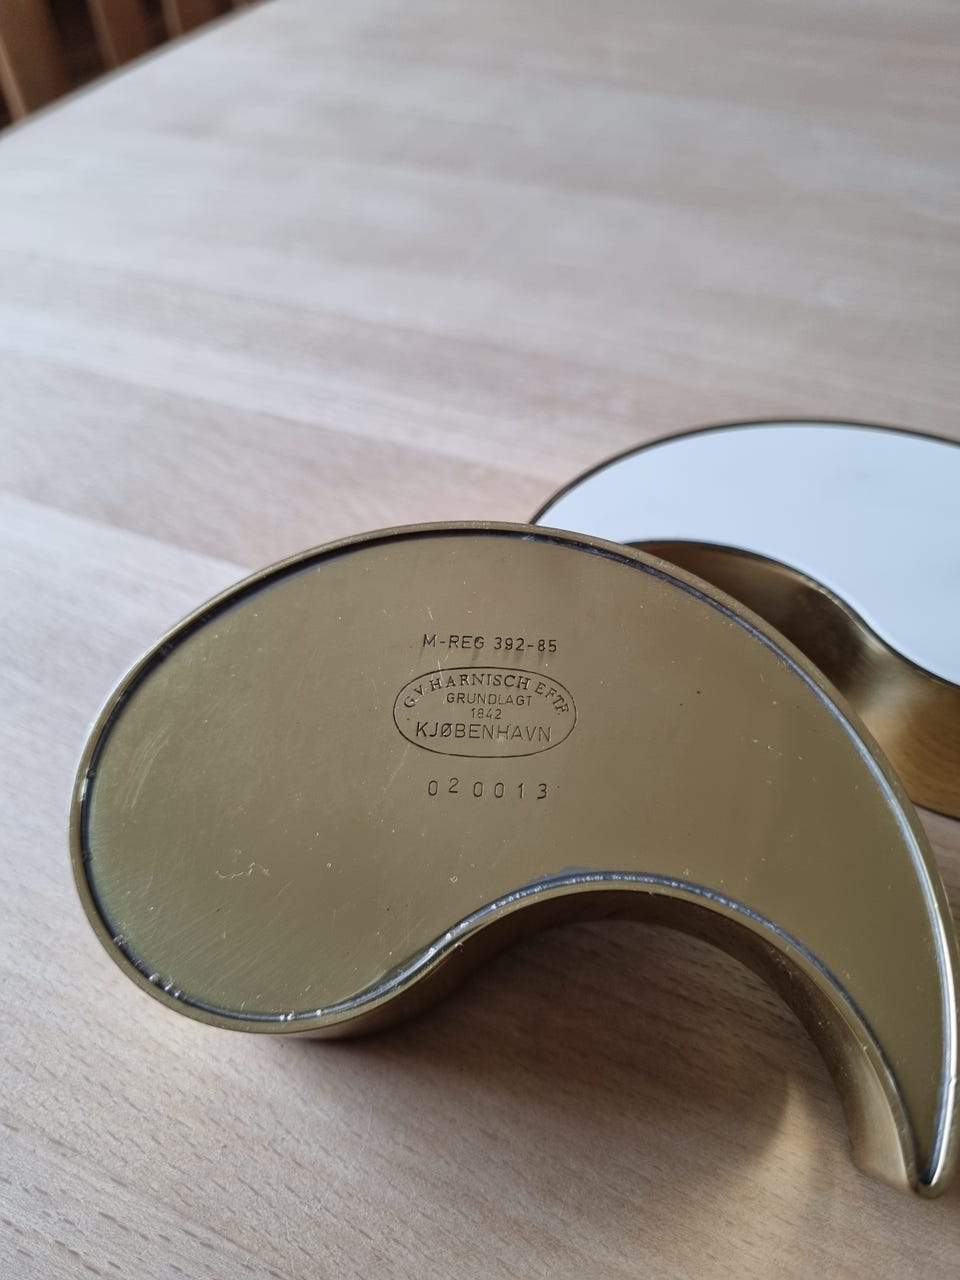 M-REG 392-85
G.V. HARNISCH EFTF.
GRUNDLAGT
1842
KJØBENHAVN
020013